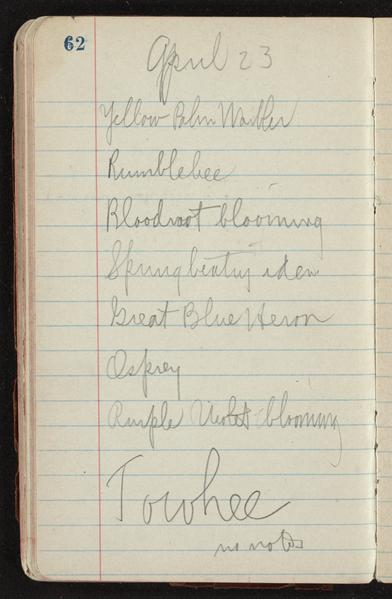 62
April 23
Yellow Palm Warbler
Bumblebee
Bloodroot blooming
Spring beauty idem
Great Blue Heron
Osprey
Purple Violet blooming
Towhee
no notes